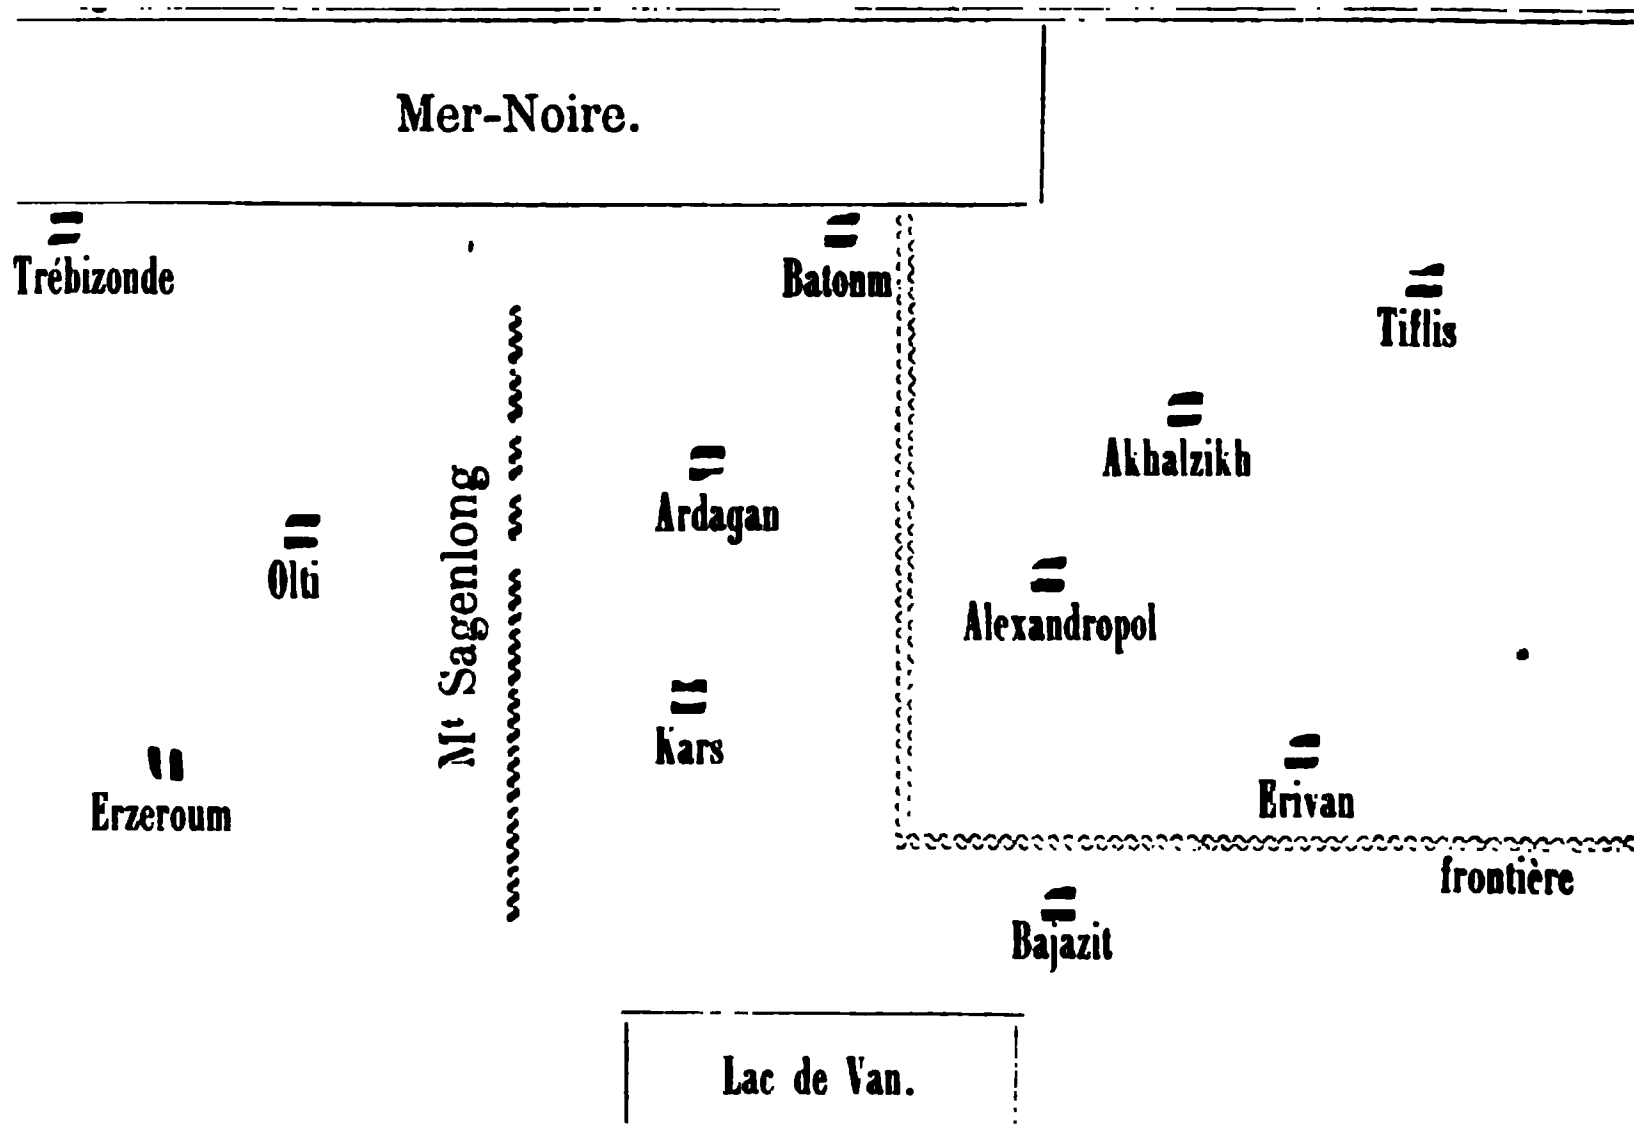 Mer-Noire.
Trébizonde
Batonm
Tiflis
Akhalzikh
Ardagan
Mt Sagenlong
Olti
Alexandropol
Kars
Erzeroum
Erivan
frontière
Bajazit
Lac de Van.